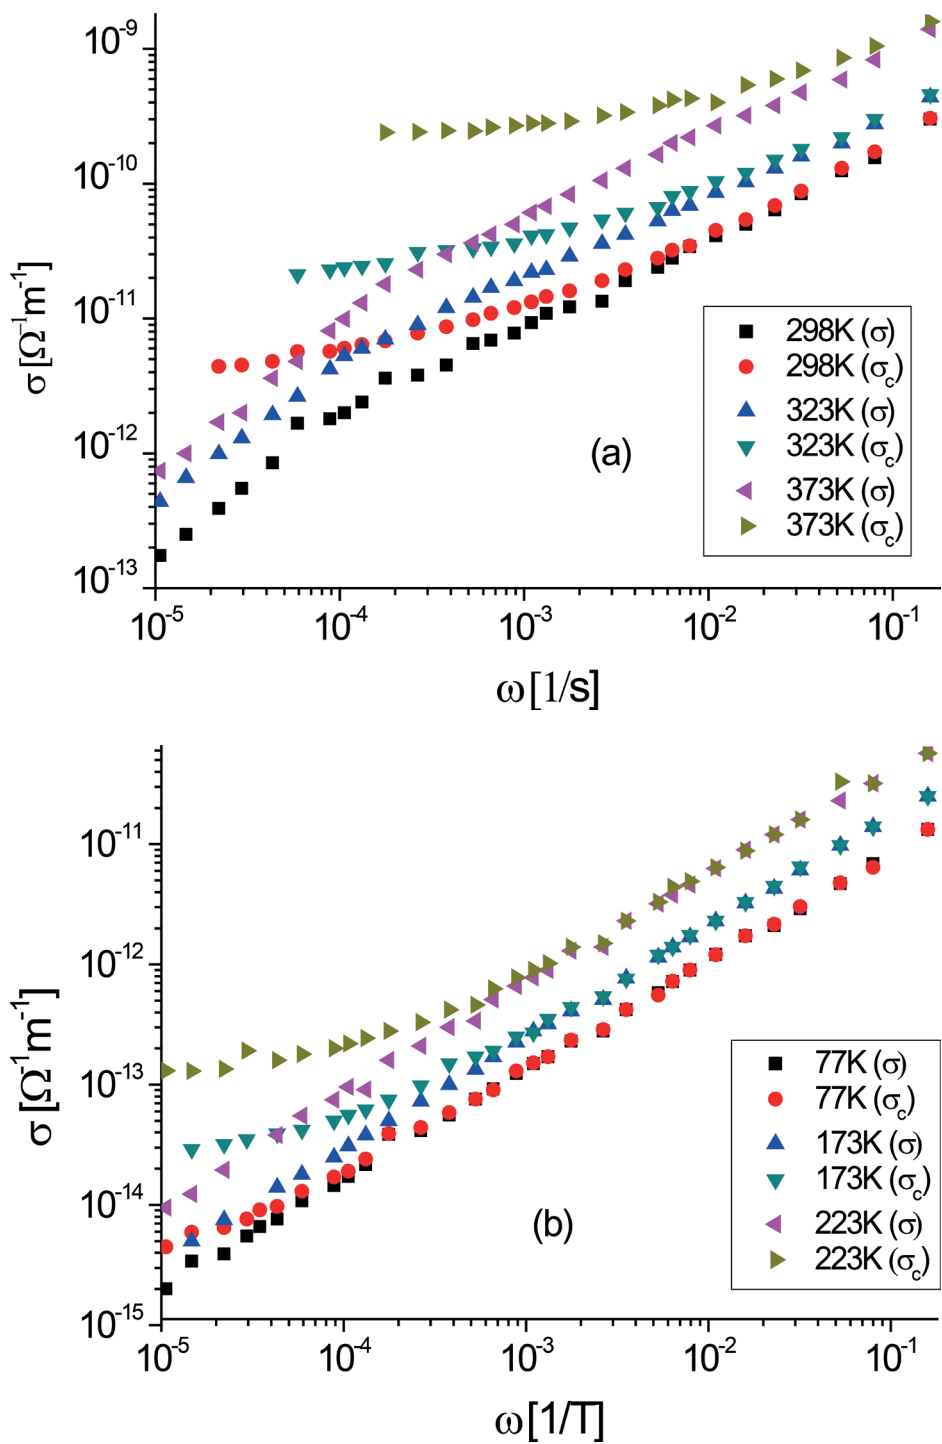 10⁻⁹
10⁻¹⁰
10⁻¹¹
10⁻¹²
10⁻¹³
σ [Ω⁻¹m⁻¹]
298K (σ)
298K (σc)
323K (σ)
323K (σc)
373K (σ)
373K (σc)
(a)
10⁻⁵ 10⁻⁴ 10⁻³ 10⁻² 10⁻¹
ω [1/s]
10⁻¹¹
10⁻¹²
10⁻¹³
10⁻¹⁴
10⁻¹⁵
σ [Ω⁻¹m⁻¹]
77K (σ)
77K (σc)
173K (σ)
173K (σc)
223K (σ)
223K (σc)
(b)
10⁻⁵ 10⁻⁴ 10⁻³ 10⁻² 10⁻¹
ω [1/T]